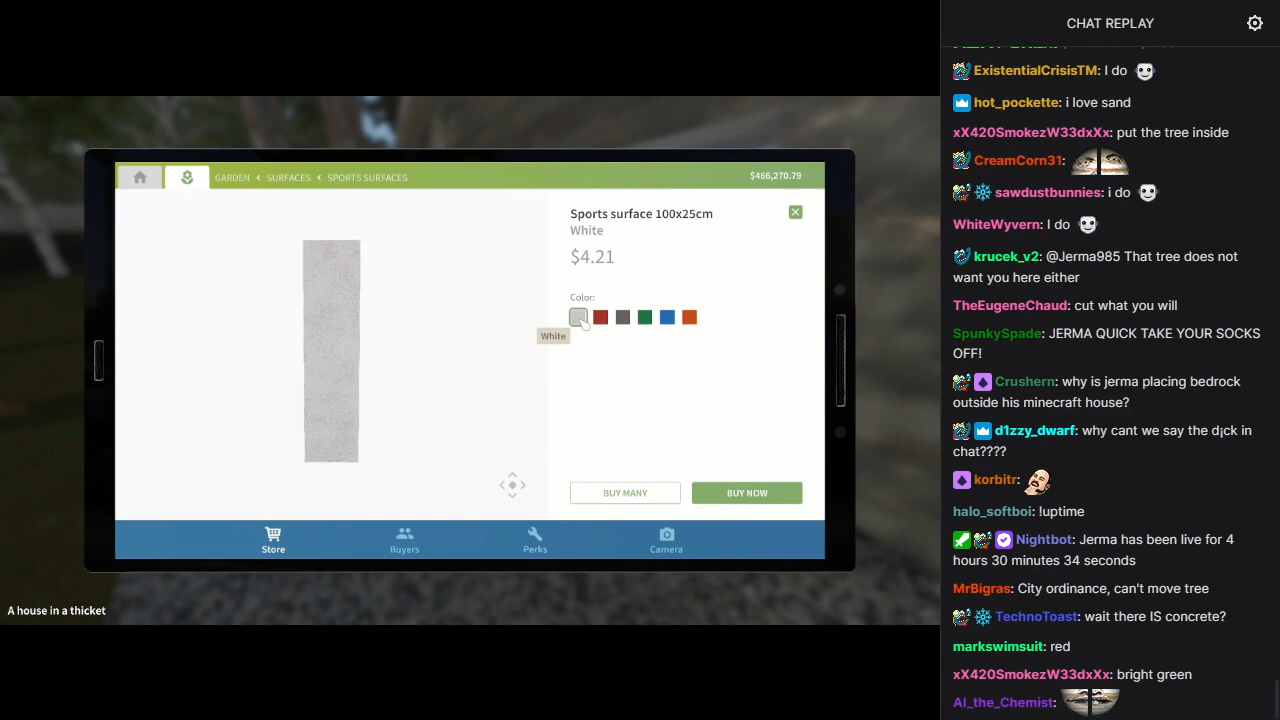 CHAT REPLAY
GARDEN < SURFACES < SPORTS SURFACES
$466,270.79
Sports surface 100x25cm
White
$4.21
Color:
White
BUY MANY
BUY NOW
Store
Buyers
Perks
Camera
A house in a thicket
ExistentialCrisisTM: I do
hot_pockette: i love sand
xX420SmokezW33dxXx: put the tree inside
CreamCorn31:
sawdustbunnies: i do
WhiteWyvern: I do
krucek_v2: @Jerma985 That tree does not
want you here either
TheEugeneChaud: cut what you will
SpunkySpade: JERMA QUICK TAKE YOUR SOCKS
OFF!
Crushern: why is jerma placing bedrock
outside his minecraft house?
d1zzy_dwarf: why cant we say the d¡ck in
chat????
korbitr:
halo_softboi: !uptime
Nightbot: Jerma has been live for 4
hours 30 minutes 34 seconds
MrBigras: City ordinance, can't move tree
TechnoToast: wait there IS concrete?
markswimsuit: red
xX420SmokezW33dxXx: bright green
Al_the_Chemist: